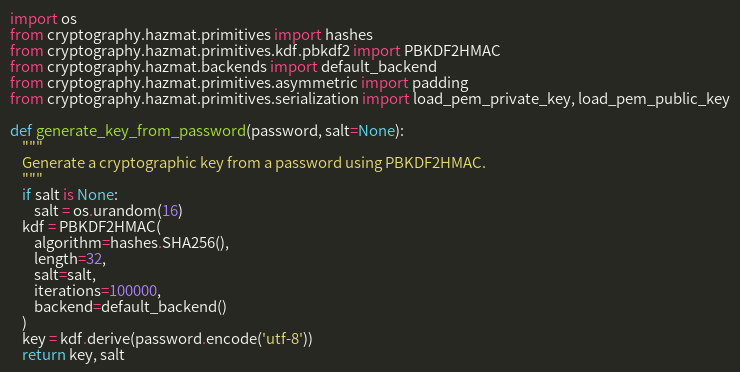 import os
from cryptography.hazmat.primitives import hashes
from cryptography.hazmat.primitives.kdf.pbkdf2 import PBKDF2HMAC
from cryptography.hazmat.backends import default_backend
from cryptography.hazmat.primitives.asymmetric import padding
from cryptography.hazmat.primitives.serialization import load_pem_private_key, load_pem_public_key

def generate_key_from_password(password, salt=None):
    """
    Generate a cryptographic key from a password using PBKDF2HMAC.
    """
    if salt is None:
        salt = os.urandom(16)
    kdf = PBKDF2HMAC(
        algorithm=hashes.SHA256(),
        length=32,
        salt=salt,
        iterations=100000,
        backend=default_backend()
    )
    key = kdf.derive(password.encode('utf-8'))
    return key, salt